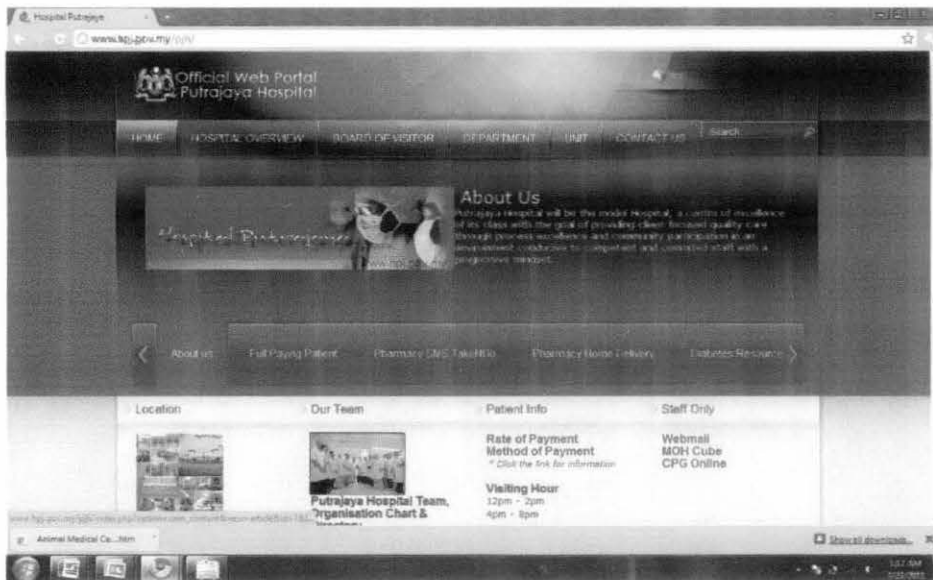 Hospital Putrajaya
www.hpj.gov.my/pjh/
Official Web Portal
Putrajaya Hospital
HOME HOSPITAL OVERVIEW BOARD OF VISITOR DEPARTMENT UNIT CONTACT US Search
About Us
Putrajaya Hospital will be the model Hospital, a centre of excellence
of its class with the goal of providing client focused quality care
through process excellence and community participation in an
environment conducive to competent and contented staff with a
progressive mindset.
Hospital Putrajaya
About us Full Paying Patient Pharmacy SMS TakeNGo Pharmacy Home Delivery Diabetes Resource
Location Our Team Patient Info Staff Only
Rate of Payment
Method of Payment
* Click the link for information
Visiting Hour
12pm - 2pm
4pm - 8pm
Webmail
MOH Cube
CPG Online
Putrajaya Hospital Team,
Organisation Chart &
Animal Medical Ce....htm
Show all downloads...